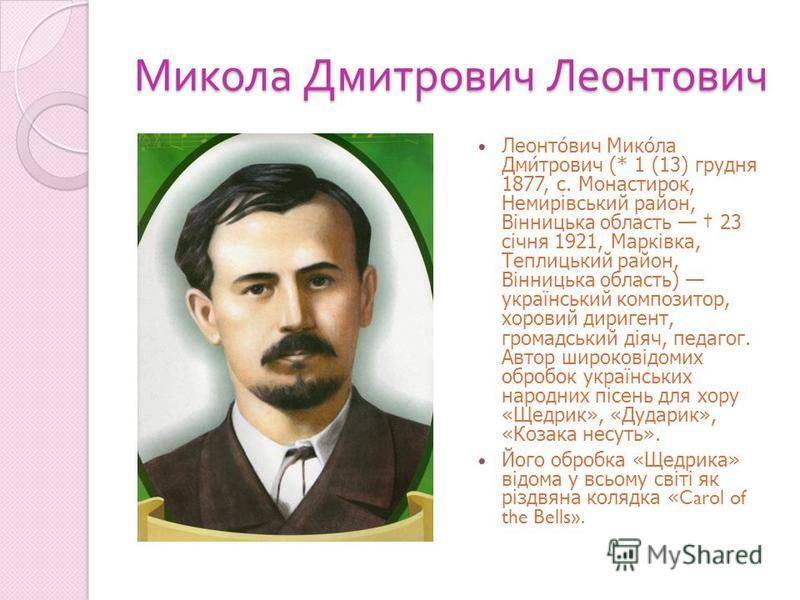 Микола Дмитрович Леонтович
Леонто́вич Мико́ла
Дми́трович (* 1 (13) грудня
1877, с. Монастирок,
Немирівський район,
Вінницька область — † 23
січня 1921, Марківка,
Теплицький район,
Вінницька область) —
український композитор,
хоровий диригент,
громадський діяч, педагог.
Автор широковідомих
обробок українських
народних пісень для хору
«Щедрик», «Дударик»,
«Козака несуть».
Його обробка «Щедрика»
відома у всьому світі як
різдвяна колядка «Carol of
the Bells».
MyShared